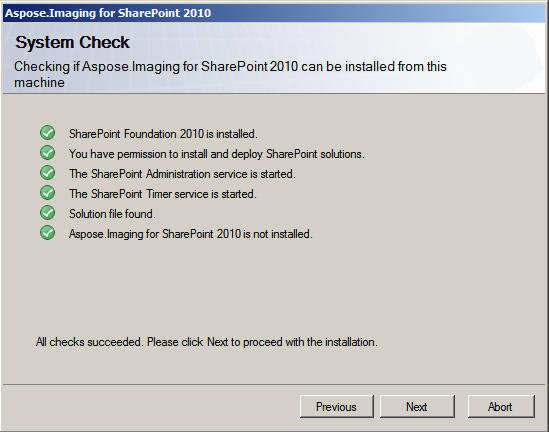 Aspose.Imaging for SharePoint 2010
System Check
Checking if Aspose.Imaging for SharePoint 2010 can be installed from this
machine
SharePoint Foundation 2010 is installed.
You have permission to install and deploy SharePoint solutions.
The SharePoint Administration service is started.
The SharePoint Timer service is started.
Solution file found.
Aspose.Imaging for SharePoint 2010 is not installed.
All checks succeeded. Please click Next to proceed with the installation.
Previous Next Abort